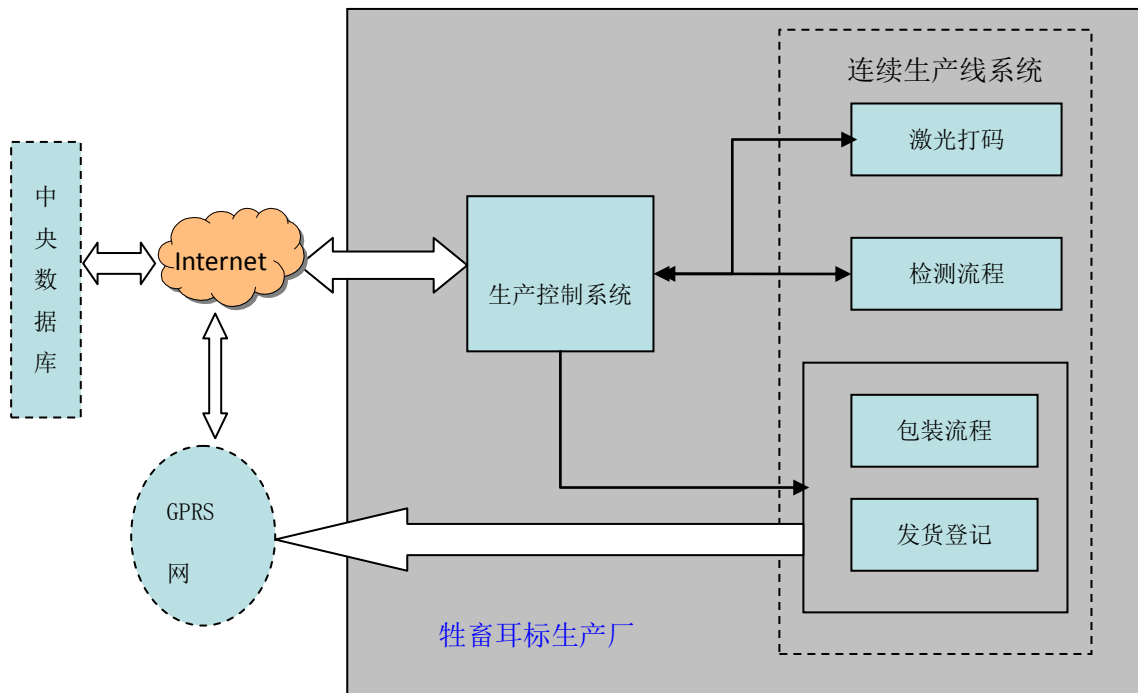 连续生产线系统
激光打码
中
央
数
据
库
Internet
生产控制系统
检测流程
包装流程
GPRS
网
发货登记
牲畜耳标生产厂